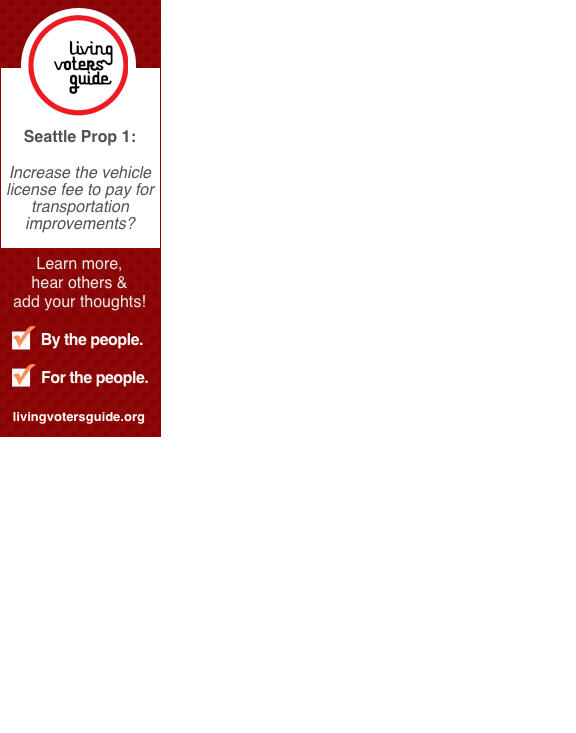 living
voters
guide
Seattle Prop 1:
Increase the vehicle
license fee to pay for
transportation
improvements?
Learn more,
hear others &
add your thoughts!
By the people.
For the people.
livingvotersguide.org